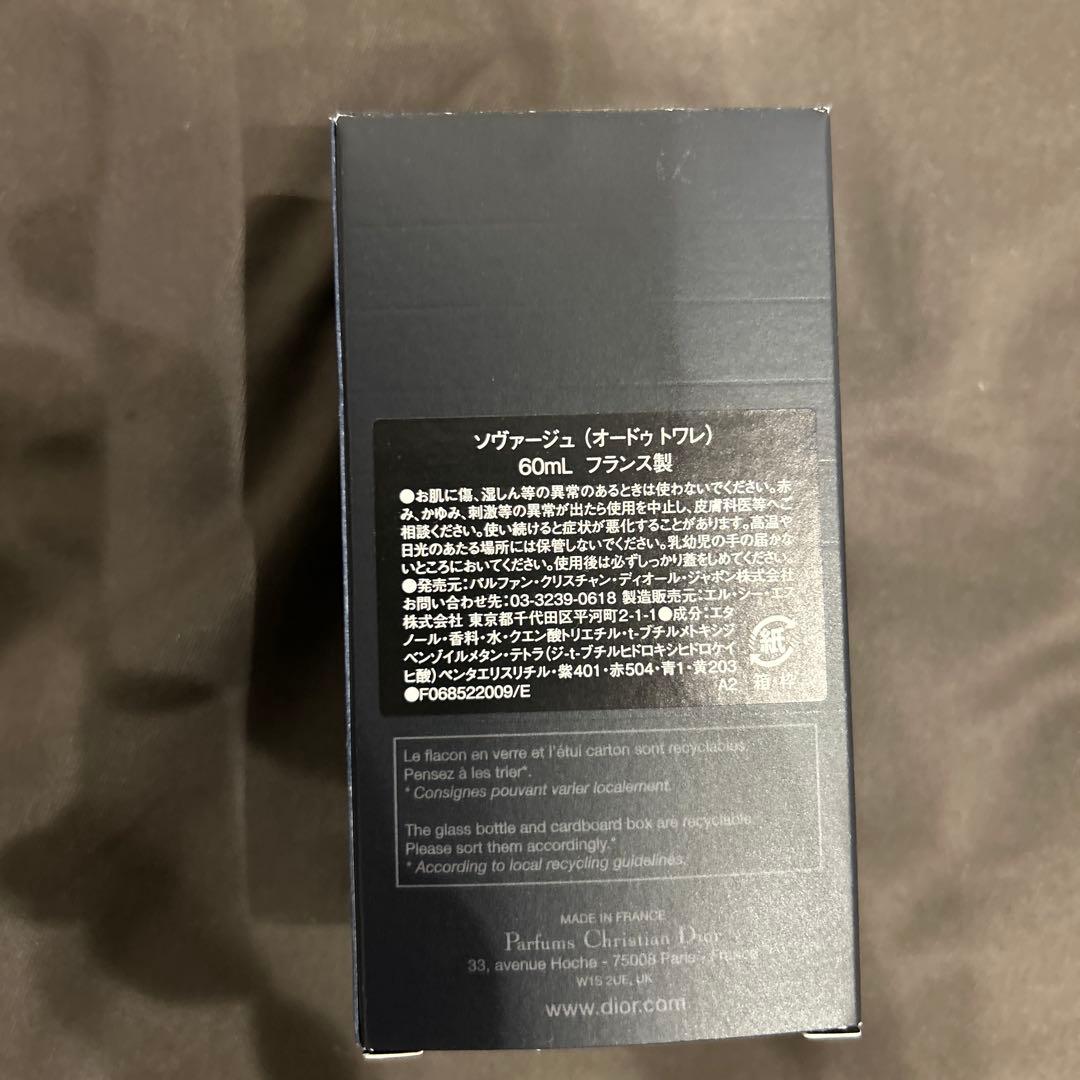 ソヴァージュ (オードゥ トワレ)
60mL フランス製
●お肌に傷、湿しん等の異常のあるときは使わないでください。赤
み、かゆみ、刺激等の異常が出たら使用を中止し、皮膚科医等へご
相談ください。使い続けると症状が悪化することがあります。高温や
日光のあたる場所には保管しないでください。乳幼児の手の届かな
いところにおいてください。使用後は必ずしっかり蓋をしめてください。
●発売元:パルファン・クリスチャン・ディオール・ジャポン株式会社
お問い合わせ先:03-3239-0618 製造販売元:エル・シー・エス
株式会社 東京都千代田区平河町2-1-1●成分:エタ
ノール・香料・水・クエン酸トリエチル・t-ブチルメトキシジ
ベンゾイルメタン・テトラ(ジ-t-ブチルヒドロキシヒドロケイ
ヒ酸)ペンタエリスリチル・紫401・赤504・青1・黄203
●F068522009/E
A2
紙
箱・枠
Le flacon en verre et l'étui carton sont recyclables.
Pensez à les trier*.
* Consignes pouvant varier localement.
The glass bottle and cardboard box are recyclable.
Please sort them accordingly.*
* According to local recycling guidelines.
MADE IN FRANCE
Parfums Christian Dior
33, avenue Hoche - 75008 Paris - France
W1S 2UE, UK
www.dior.com